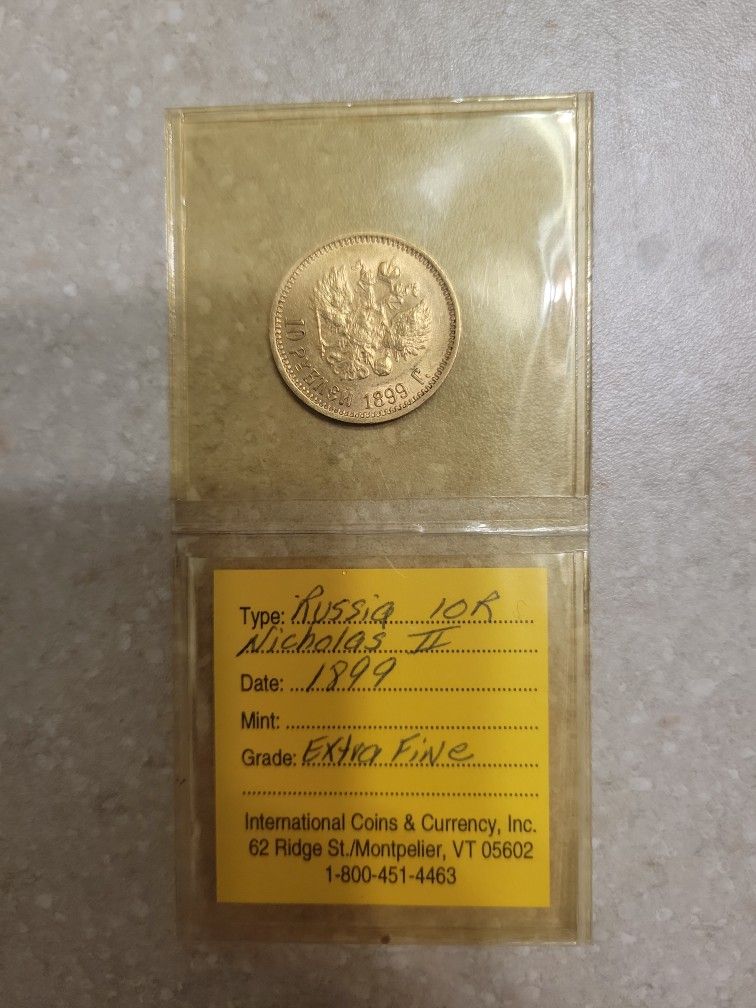 10 РУБЛЕЙ 1899 Г.
Type: Russia 10R
Nicholas II
Date: 1899
Mint:
Grade: Extra Fine
International Coins & Currency, Inc.
62 Ridge St./Montpelier, VT 05602
1-800-451-4463